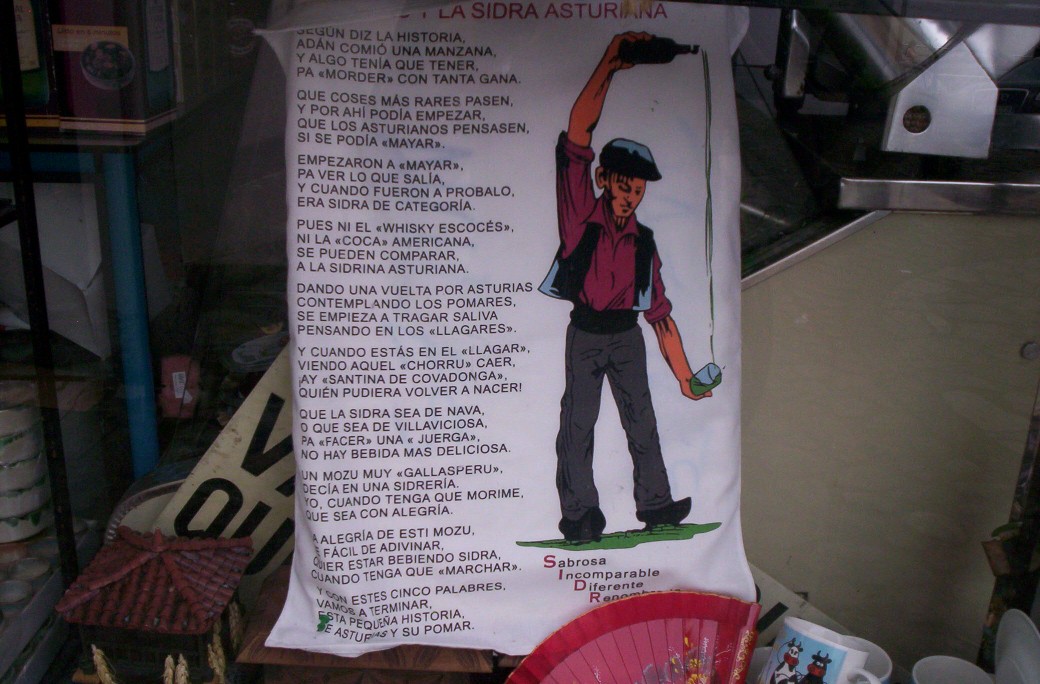 Y LA SIDRA ASTURIANA
SEGÚN DIZ LA HISTORIA,
ADÁN COMIÓ UNA MANZANA,
Y ALGO TENÍA QUE TENER,
PA «MORDER» CON TANTA GANA.
QUE COSES MÁS RARES PASEN,
Y POR AHÍ PODÍA EMPEZAR,
QUE LOS ASTURIANOS PENSASEN,
SI SE PODÍA «MAYAR».
EMPEZARON A «MAYAR»,
PA VER LO QUE SALÍA,
Y CUANDO FUERON A PROBALO,
ERA SIDRA DE CATEGORÍA.
PUES NI EL «WHISKY ESCOCÉS»,
NI LA «COCA» AMERICANA,
SE PUEDEN COMPARAR,
A LA SIDRINA ASTURIANA.
DANDO UNA VUELTA POR ASTURIAS
CONTEMPLANDO LOS POMARES,
SE EMPIEZA A TRAGAR SALIVA
PENSANDO EN LOS «LLAGARES».
Y CUANDO ESTÁS EN EL «LLAGAR»,
VIENDO AQUEL «CHORRU» CAER,
¡AY «SANTINA DE COVADONGA»,
QUIÉN PUDIERA VOLVER A NACER!
QUE LA SIDRA SEA DE NAVA,
O QUE SEA DE VILLAVICIOSA,
PA «FACER» UNA « JUERGA»,
NO HAY BEBIDA MAS DELICIOSA.
UN MOZU MUY «GALLASPERU»,
DECÍA EN UNA SIDRERÍA.
YO, CUANDO TENGA QUE MORIME,
QUE SEA CON ALEGRÍA.
A ALEGRÍA DE ESTI MOZU,
FÁCIL DE ADIVINAR,
QUIER ESTAR BEBIENDO SIDRA,
CUANDO TENGA QUE «MARCHAR».
Y CON ESTES CINCO PALABRES,
VAMOS A TERMINAR,
ESTA PEQUEÑA HISTORIA,
DE ASTURIAS Y SU POMAR.
Sabrosa
Incomparable
Diferente